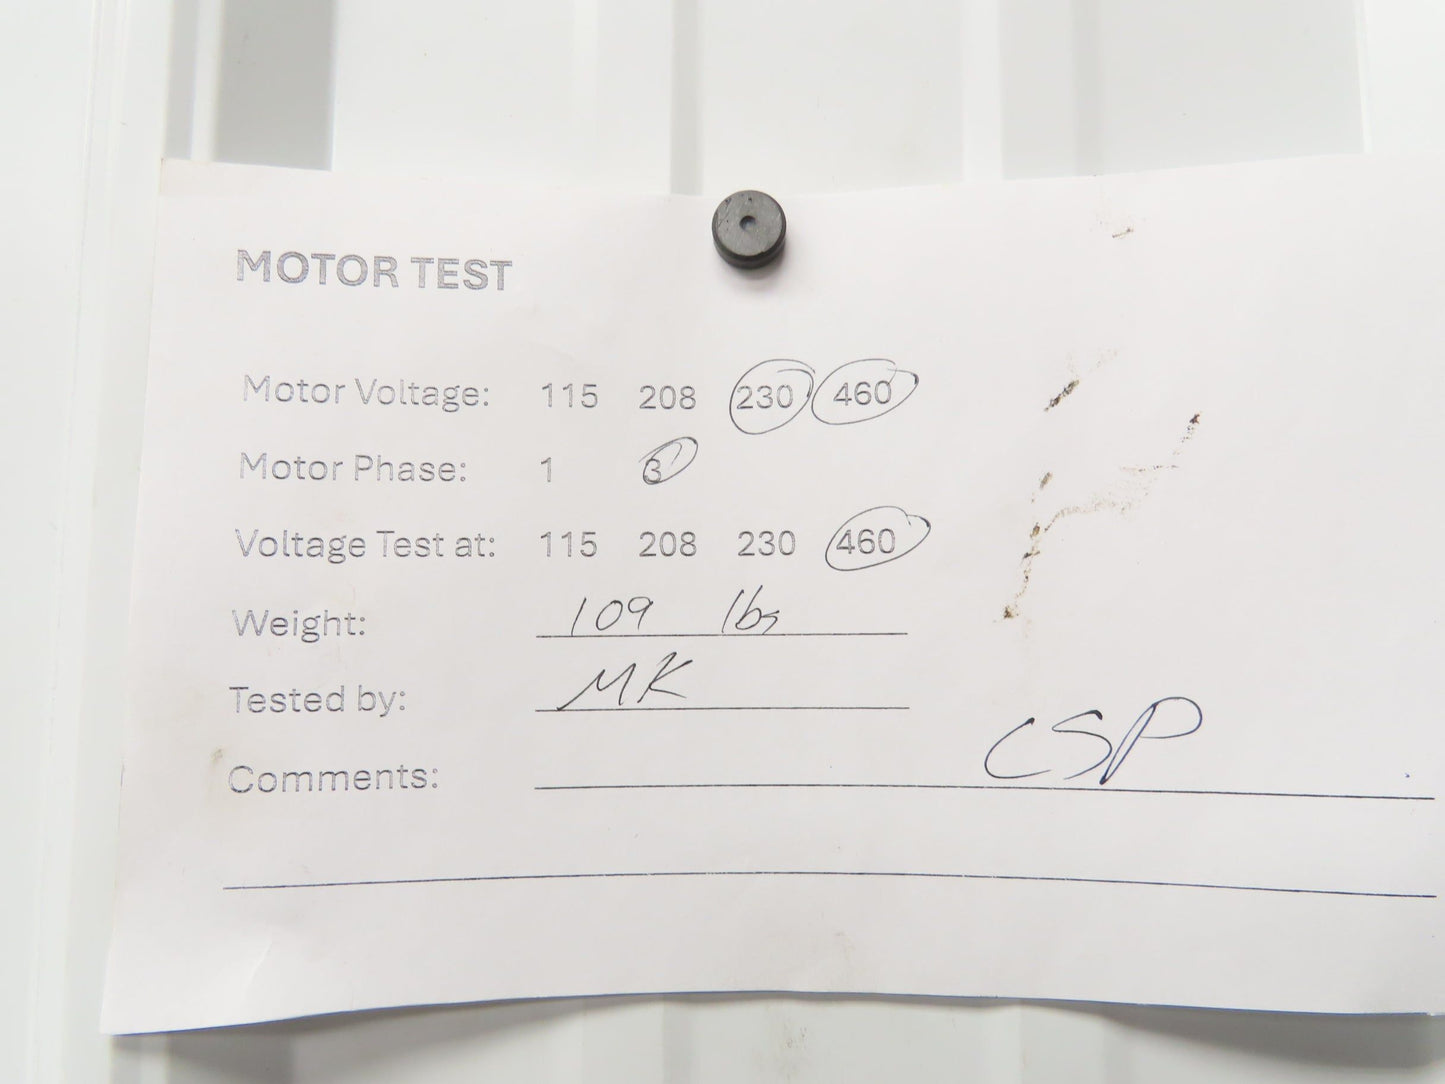 MOTOR TEST
Motor Voltage: 115 208 230 460
Motor Phase: 1 3
Voltage Test at: 115 208 230 460
Weight: 109 lbs
Tested by: MK
Comments: CSP